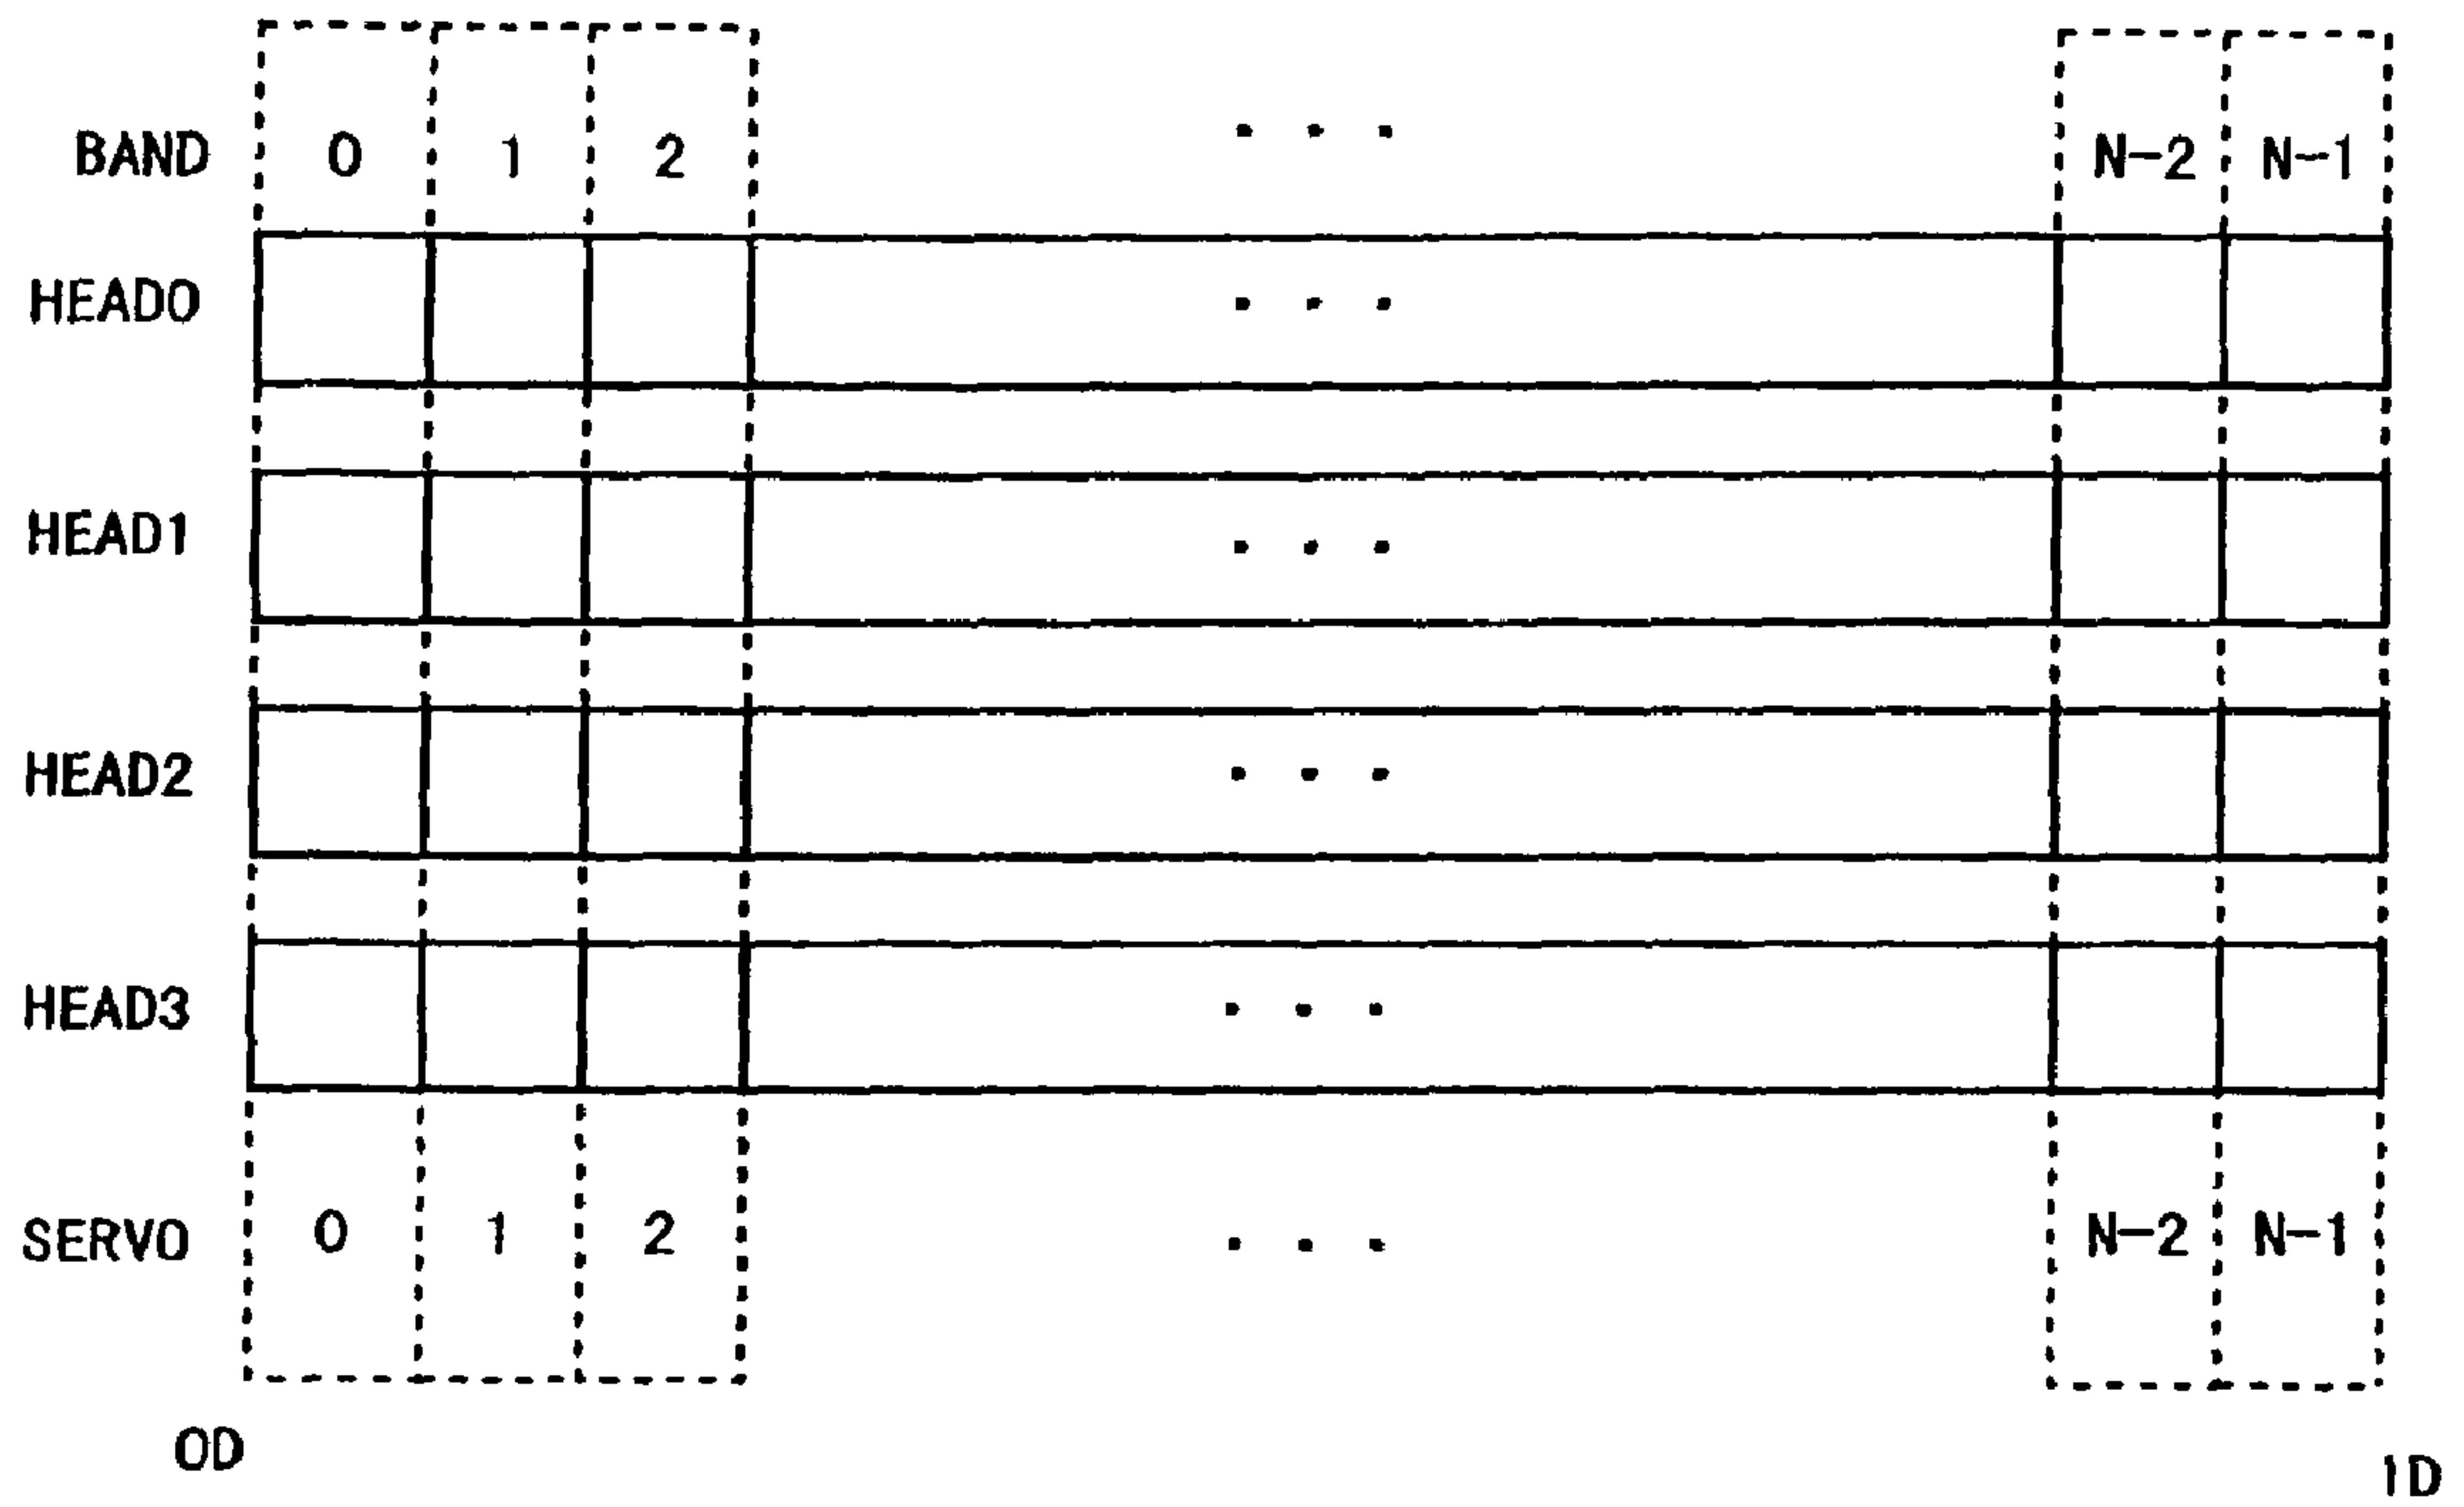 BAND 0 1 2 ... N-2 N-1
HEAD0 ...
HEAD1 ...
HEAD2 ...
HEAD3 ...
SERVO 0 1 2 ... N-2 N-1
OD ID